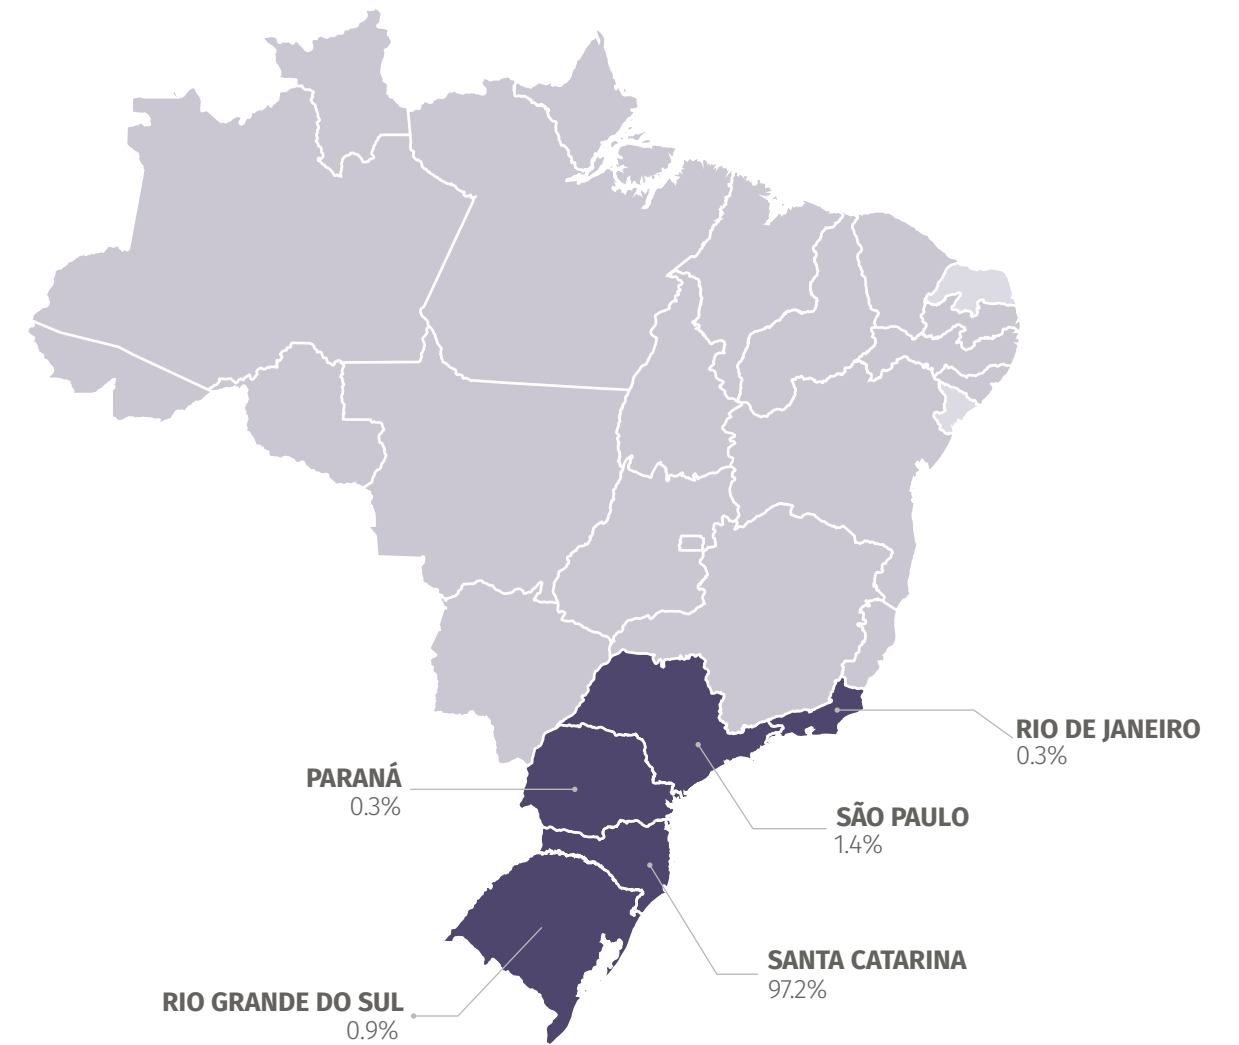 RIO DE JANEIRO
0.3%
PARANÁ
0.3%
SÃO PAULO
1.4%
SANTA CATARINA
97.2%
RIO GRANDE DO SUL
0.9%